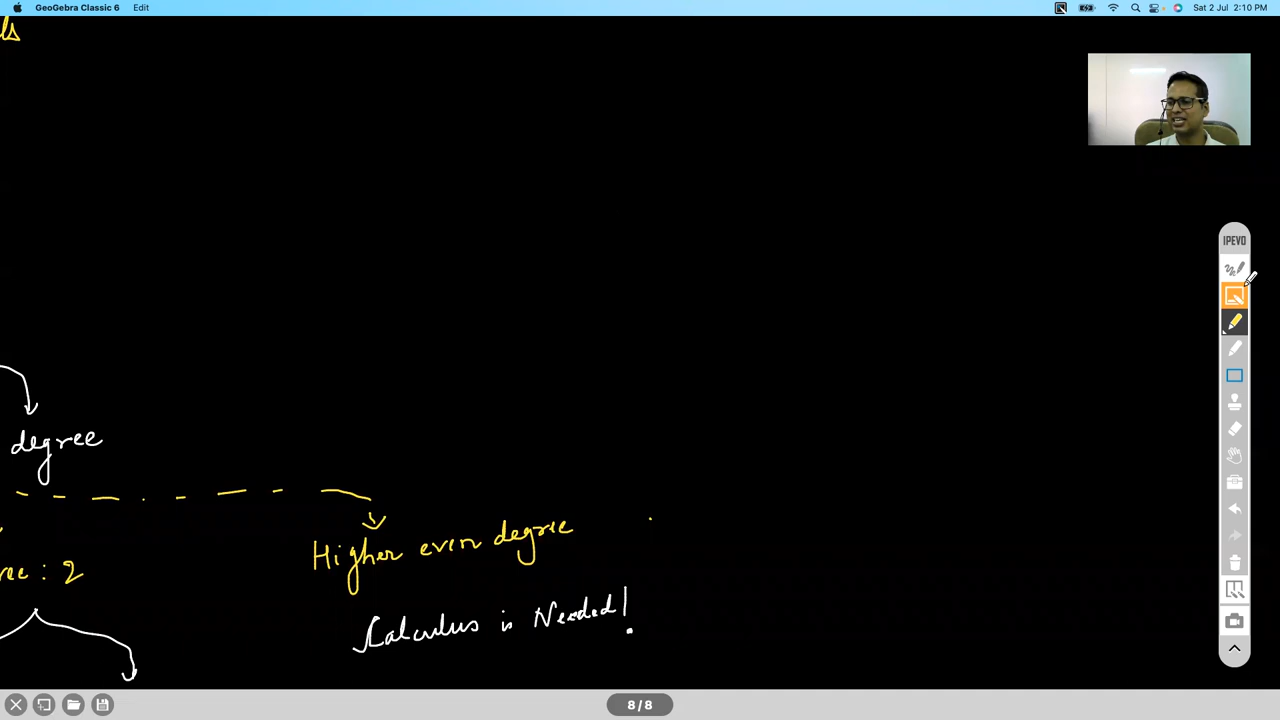 GeoGebra Classic 6 Edit Sat 2 Jul 2:10 PM
IPEVO
degree
Higher even degree
ree : 2
Calculus is Needed!
8/8